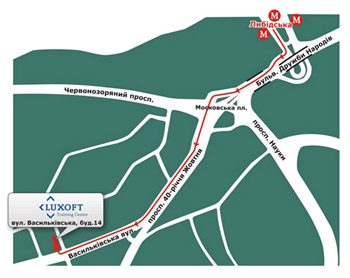 М
М
М
Либідська
Бульв. Дружби Народів
Червонозоряний просп.
Московська пл.
просп. Науки
просп. 40-річчя Жовтня
LUXOFT
Training Center
вул. Васильківська, буд.14
Васильківська вул.